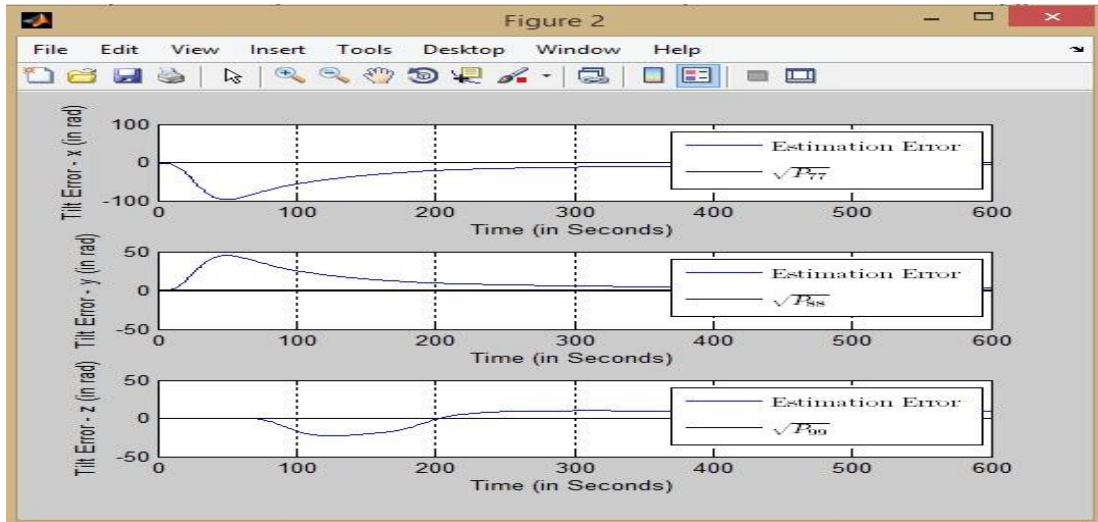 Figure 2
File Edit View Insert Tools Desktop Window Help
Tilt Error - x (in rad)
100
0
-100
Estimation Error
√P77
0 100 200 300 400 500 600
Time (in Seconds)
Tilt Error - y (in rad)
50
0
-50
Estimation Error
√P88
0 100 200 300 400 500 600
Time (in Seconds)
Tilt Error - z (in rad)
50
0
-50
Estimation Error
√P99
0 100 200 300 400 500 600
Time (in Seconds)